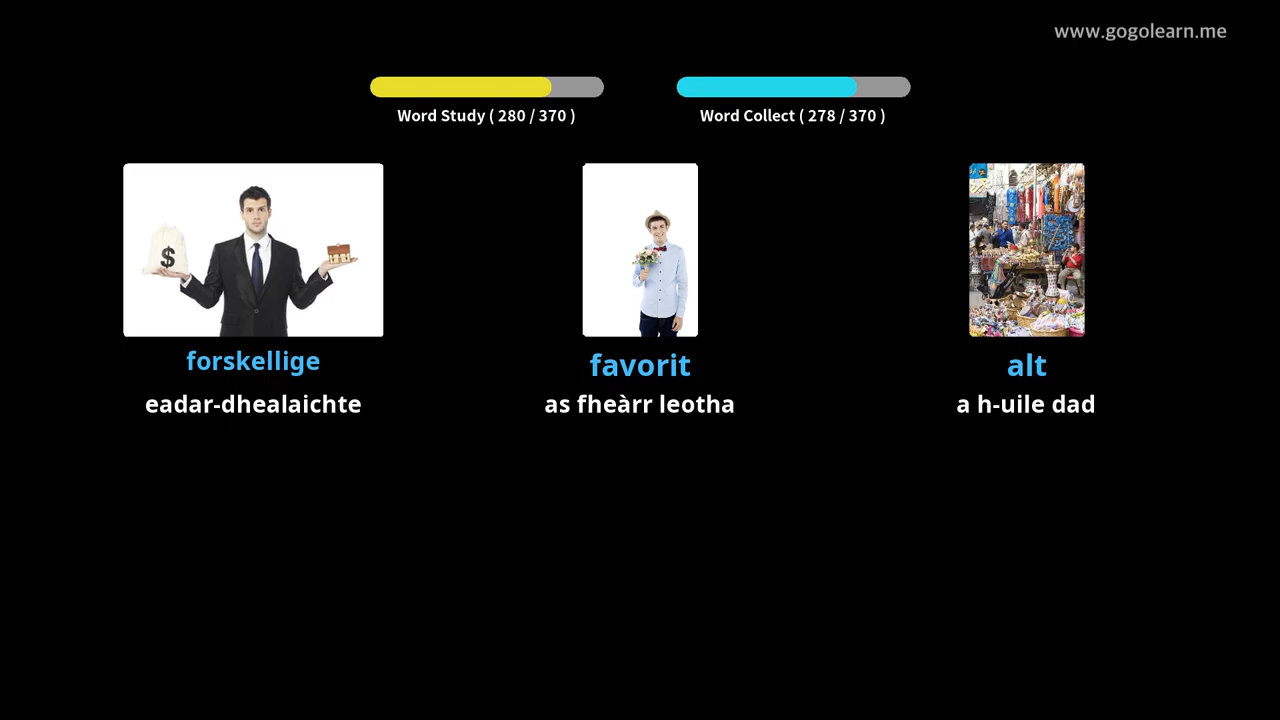 www.gogolearn.me
Word Study ( 280 / 370 )
Word Collect ( 278 / 370 )
$
forskellige
favorit
alt
eadar-dhealaichte
as fheàrr leotha
a h-uile dad